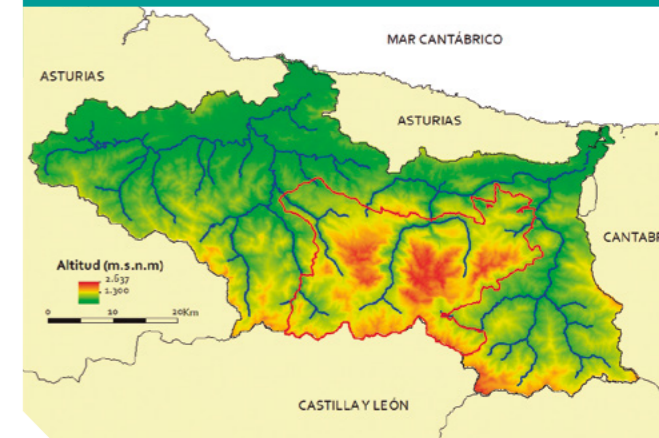 MAR CANTÁBRICO
ASTURIAS
ASTURIAS
CANTABR
Altitud (m.s.n.m)
2.637
1.300
0 10 20Km
CASTILLA Y LEÓN